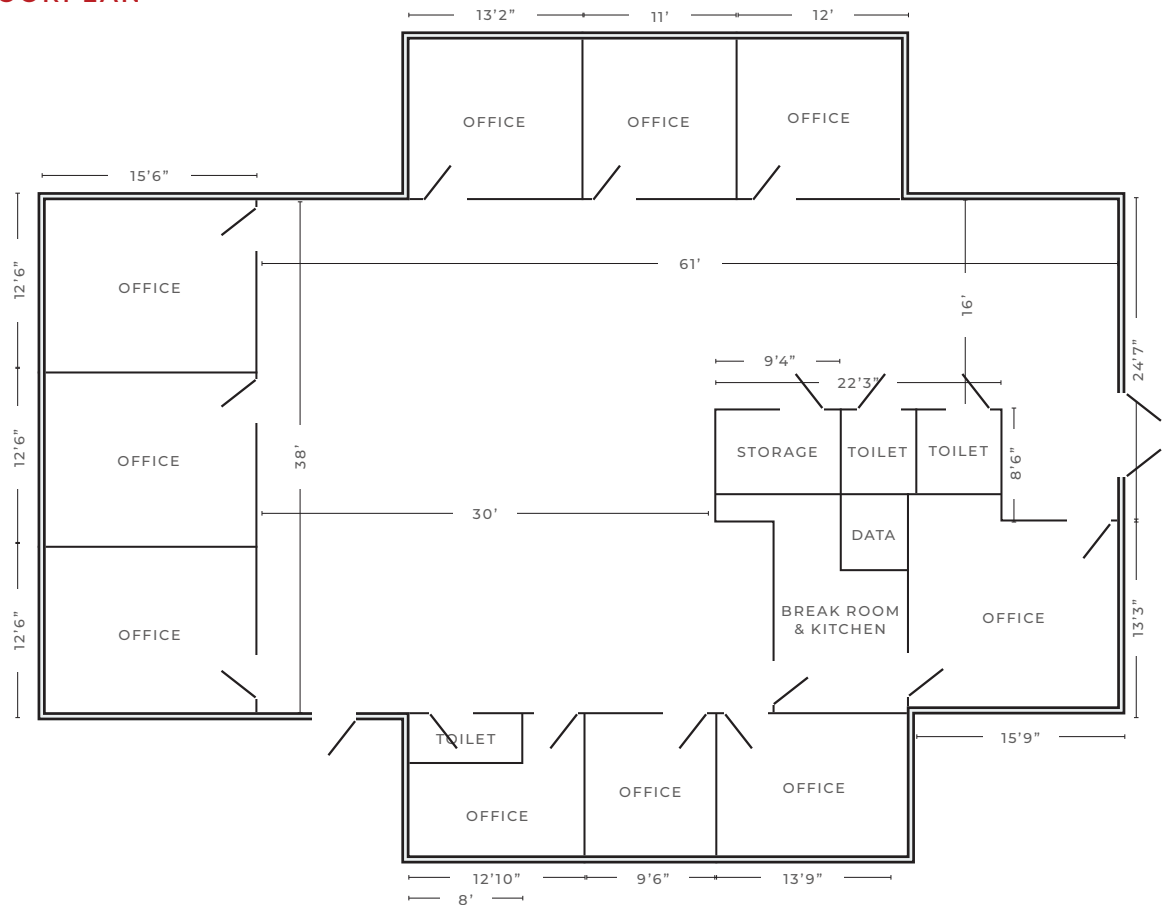 13'2" 11' 12'
OFFICE OFFICE OFFICE
15'6"
12'6" OFFICE 61' 16' 24'7"
9'4"
22'3"
12'6" OFFICE 38' STORAGE TOILET TOILET 8'6"
30'
DATA
12'6" OFFICE BREAK ROOM OFFICE 13'3"
& KITCHEN
TOILET 15'9"
OFFICE OFFICE OFFICE
12'10" 9'6" 13'9"
8'